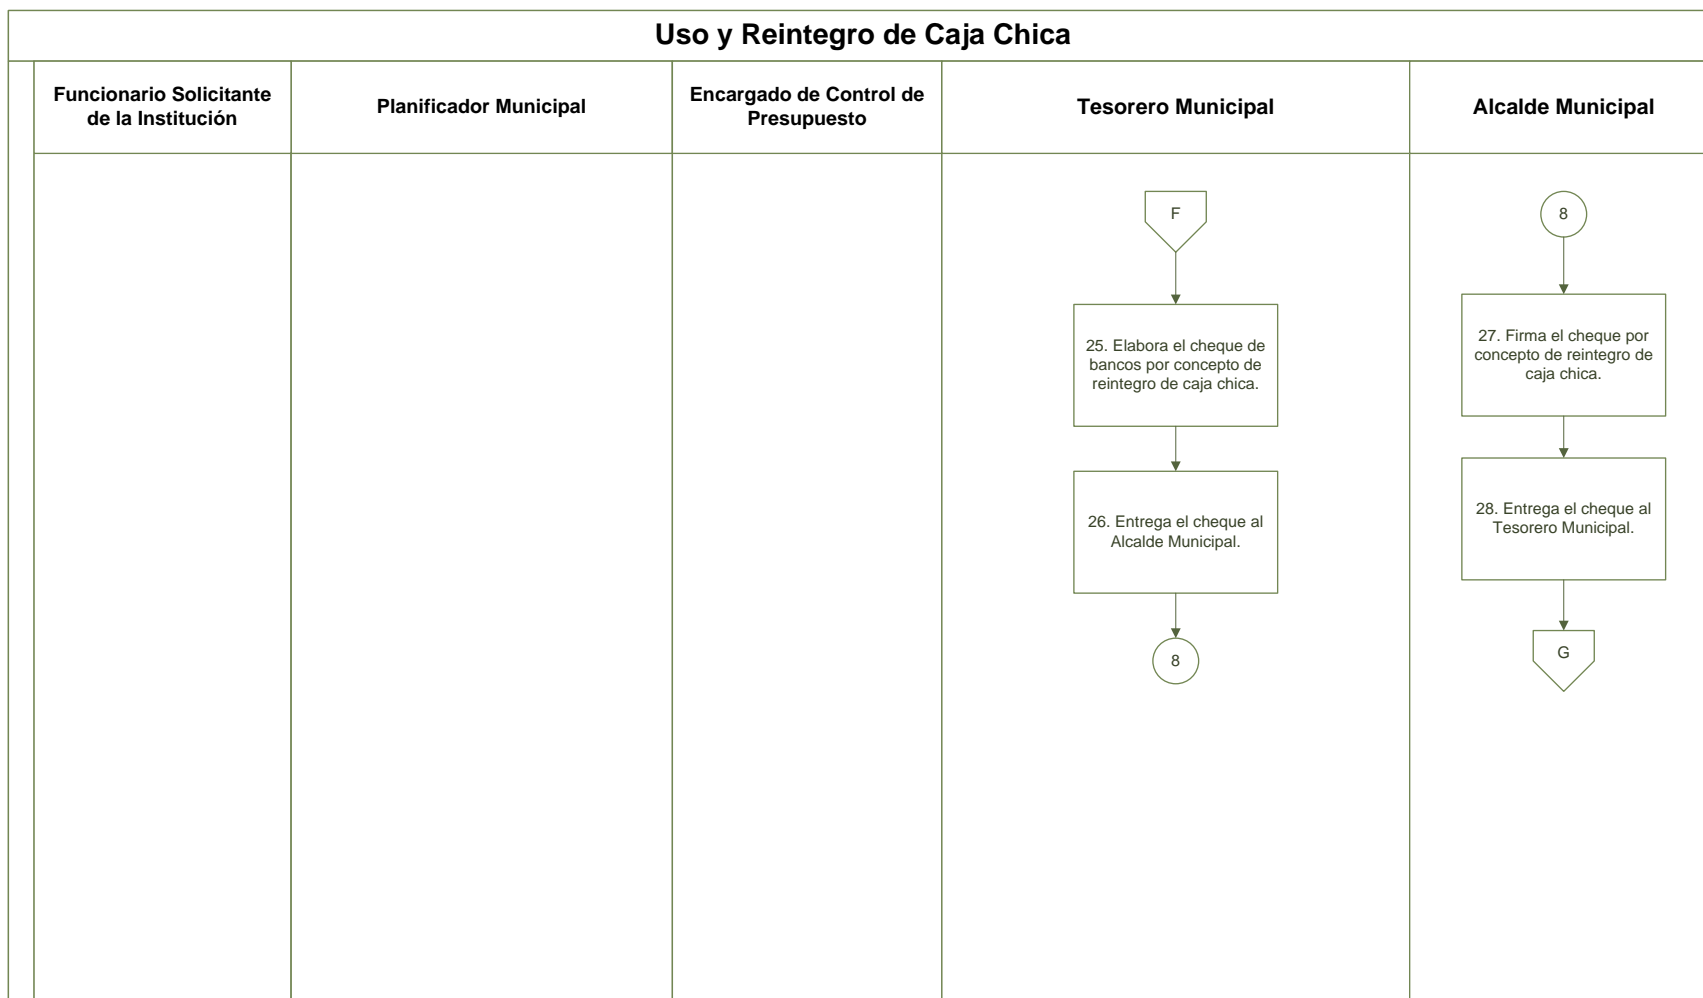 Uso y Reintegro de Caja Chica
Funcionario Solicitante
de la Institución
Planificador Municipal
Encargado de Control de
Presupuesto
Tesorero Municipal
Alcalde Municipal
F
25. Elabora el cheque de
bancos por concepto de
reintegro de caja chica.
26. Entrega el cheque al
Alcalde Municipal.
8
8
27. Firma el cheque por
concepto de reintegro de
caja chica.
28. Entrega el cheque al
Tesorero Municipal.
G